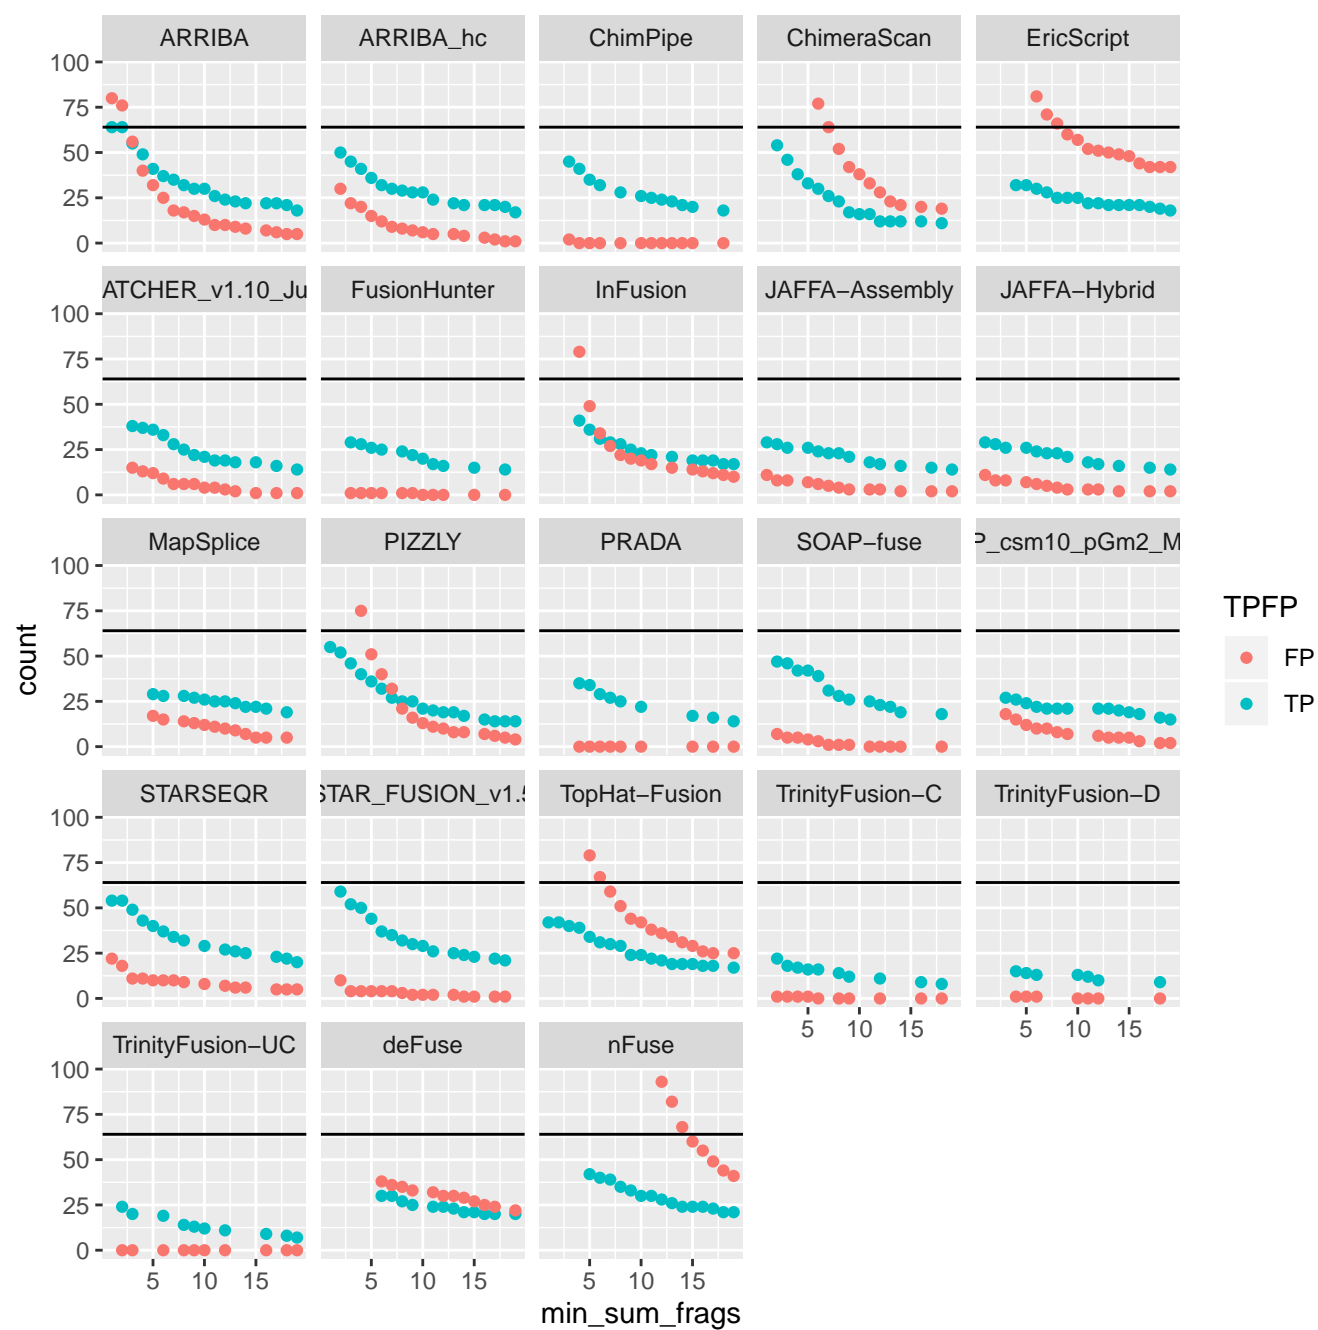 ARRIBA ARRIBA_hc ChimPipe ChimeraScan EricScript
100
75
50
25
0
ATCHER_v1.10_Ju FusionHunter InFusion JAFFA−Assembly JAFFA−Hybrid
100
75
50
25
0
MapSplice PIZZLY PRADA SOAP−fuse P_csm10_pGm2_M
100
75
50
25
0
count
TPFP
FP
TP
STARSEQR STAR_FUSION_v1.5 TopHat−Fusion TrinityFusion−C TrinityFusion−D
100
75
50
25
0
5 10 15 5 10 15
TrinityFusion−UC deFuse nFuse
100
75
50
25
0
5 10 15 5 10 15 5 10 15
min_sum_frags